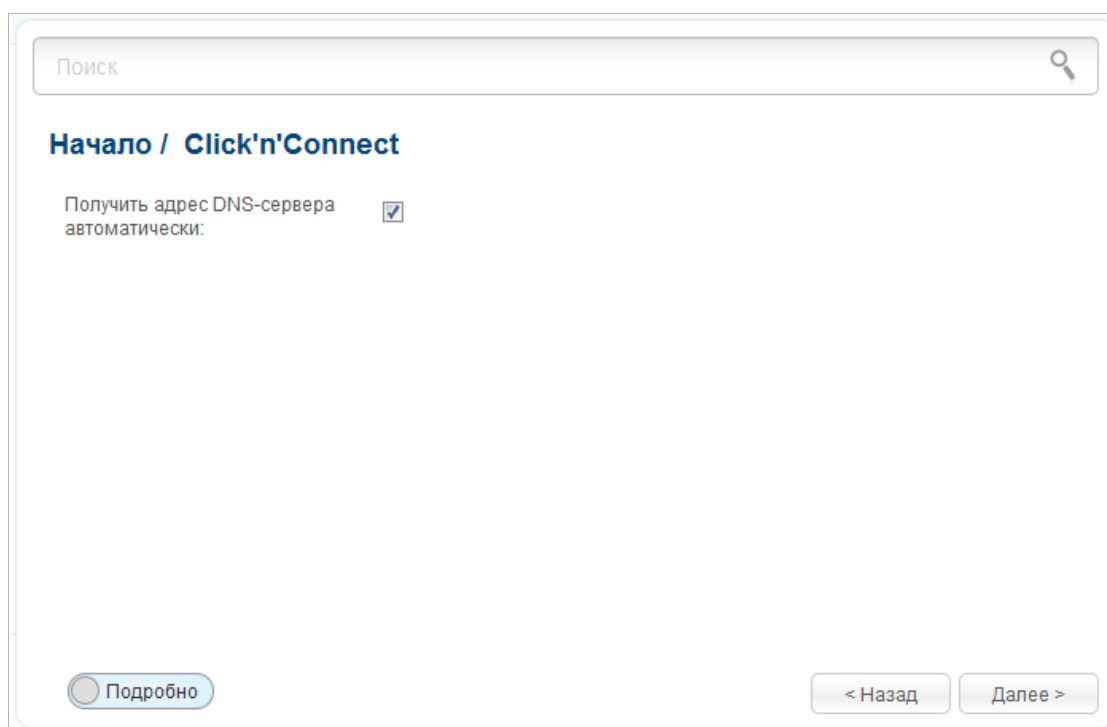 Поиск
Начало / Click'n'Connect
Получить адрес DNS-сервера
автоматически:
Подробно
< Назад
Далее >